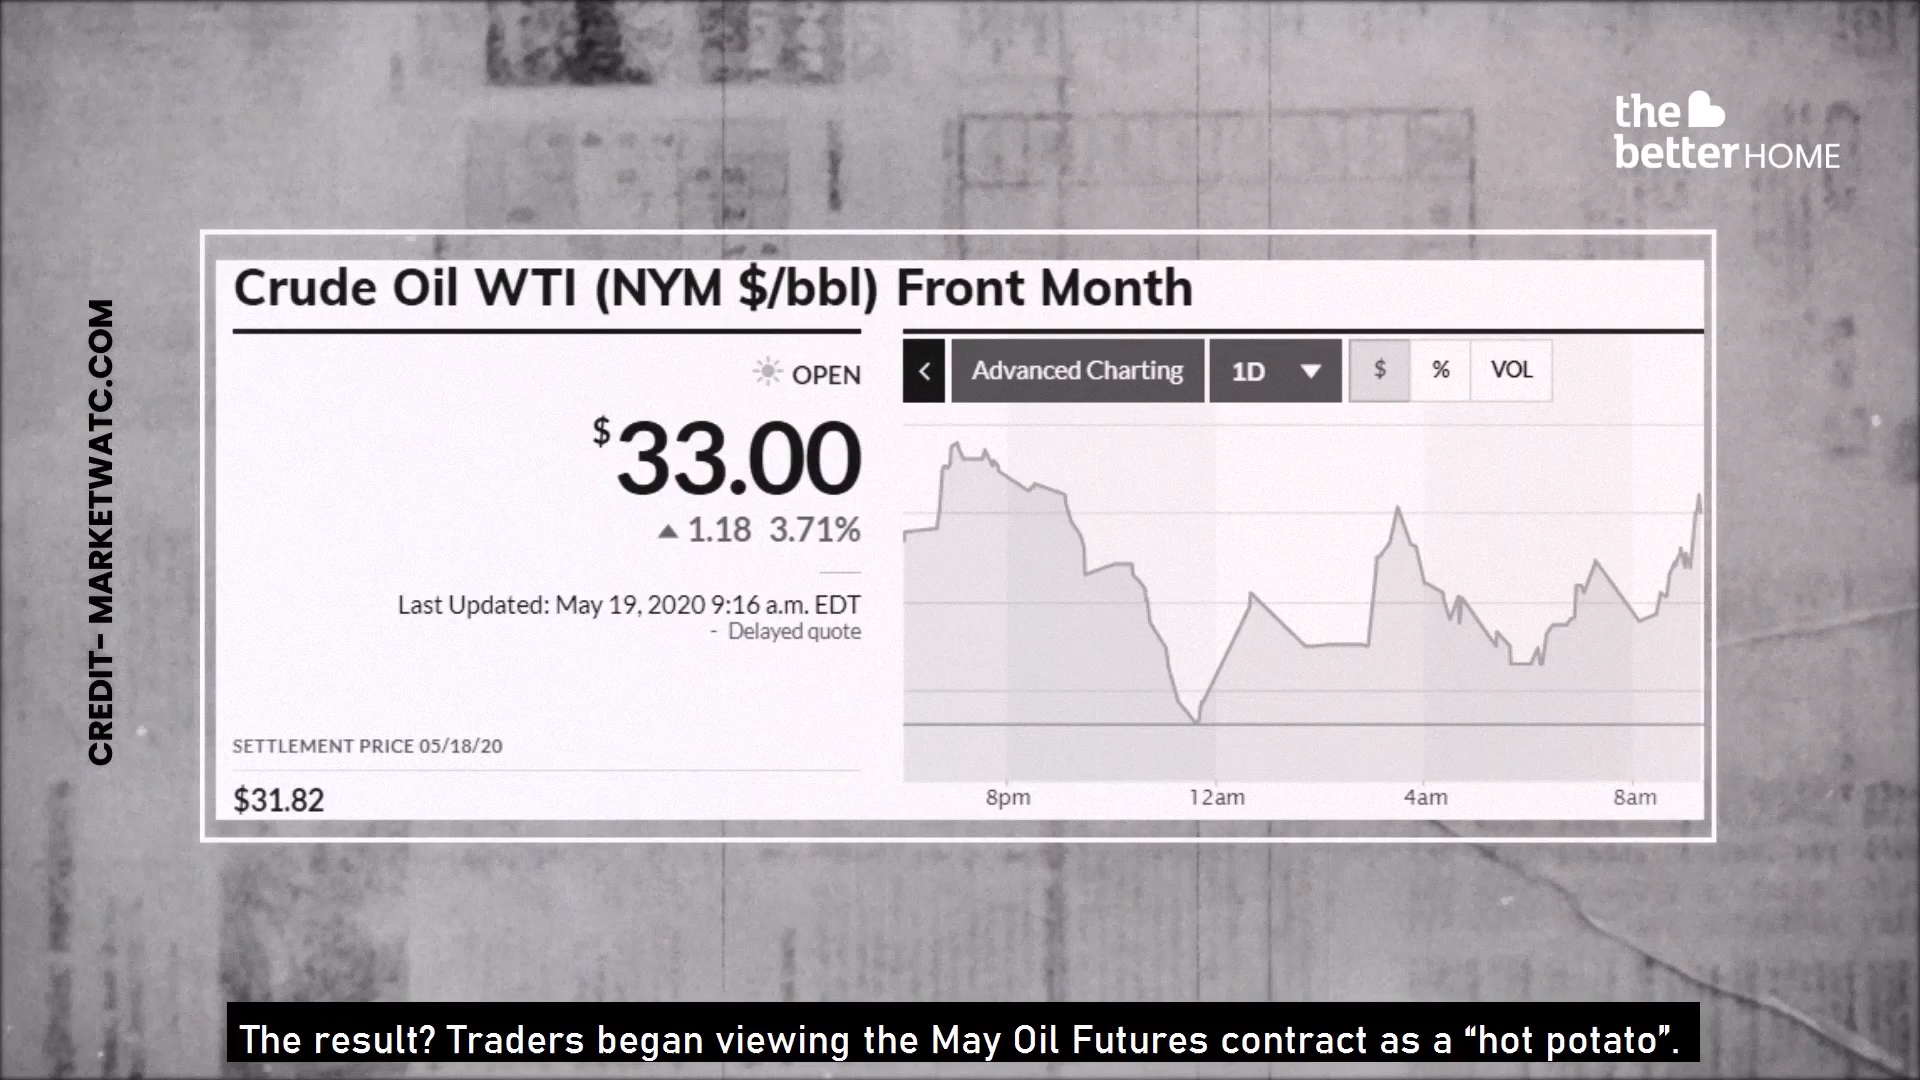 the
better HOME
CREDIT- MARKETWATC.COM
Crude Oil WTI (NYM $/bbl) Front Month
OPEN
$33.00
▲ 1.18 3.71%
Last Updated: May 19, 2020 9:16 a.m. EDT
- Delayed quote
SETTLEMENT PRICE 05/18/20
$31.82
< Advanced Charting 1D ▼ $ % VOL
8pm 12am 4am 8am
The result? Traders began viewing the May Oil Futures contract as a “hot potato”.